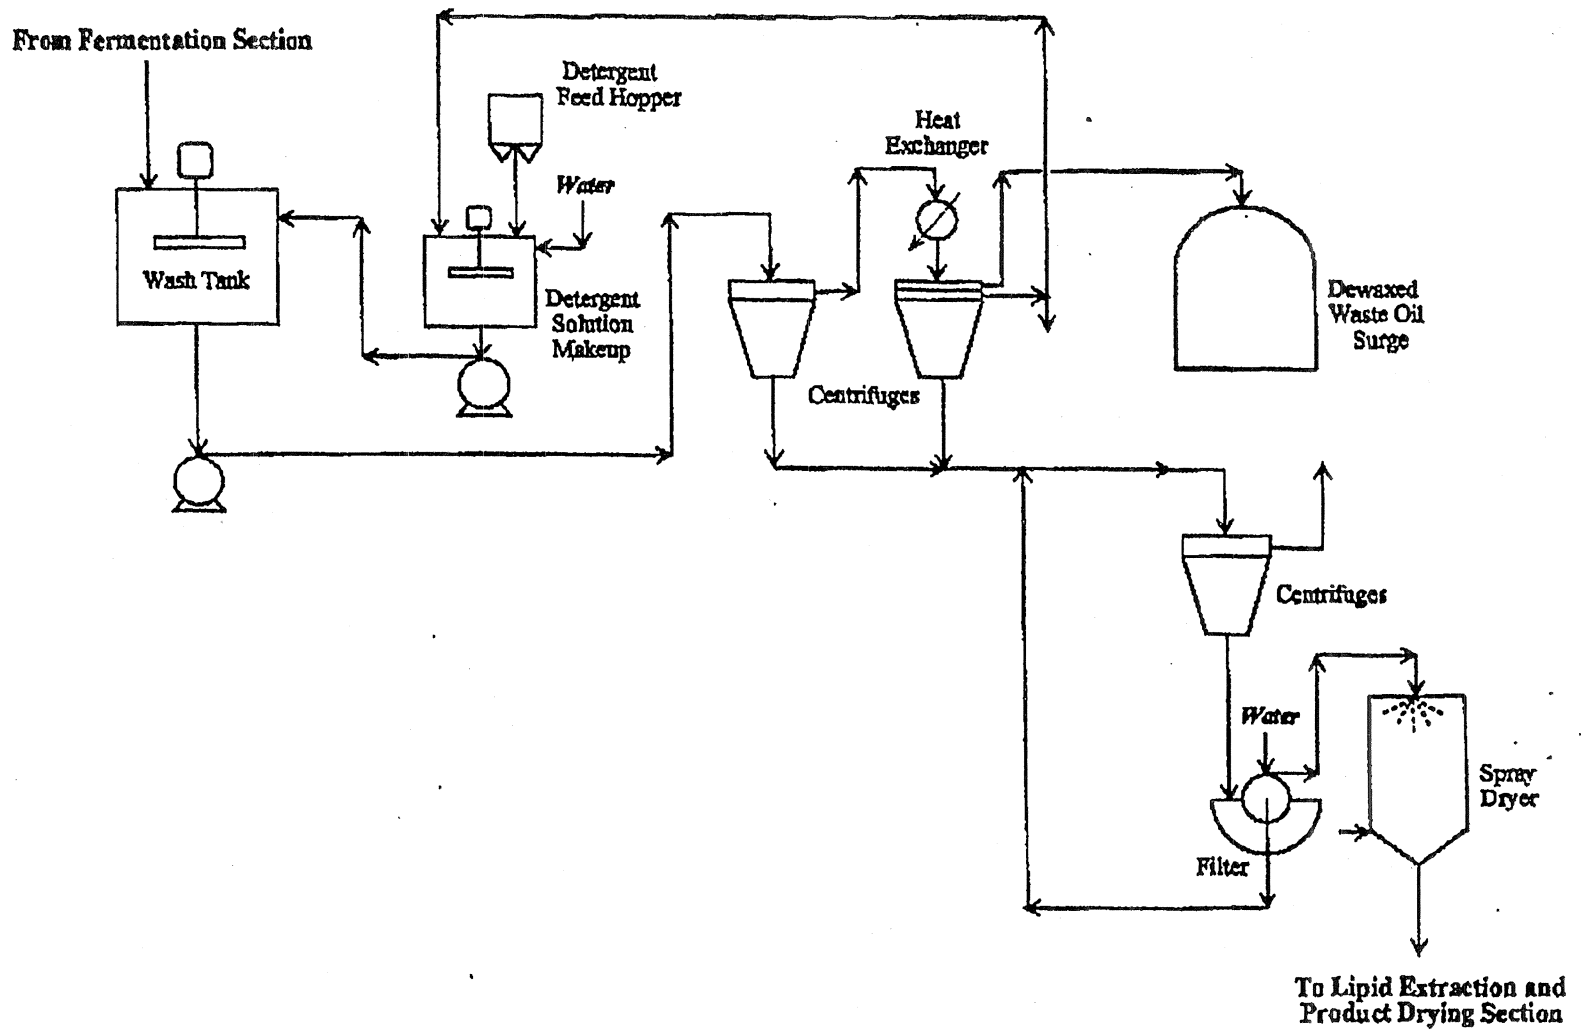 From Fermentation Section
Detergent
Feed Hopper
Heat
Exchanger
Water
Wash Tank
Detergent
Solution
Makeup
Dewaxed
Waste Oil
Surge
Centrifuges
Centrifuges
Water
Spray
Dryer
Filter
To Lipid Extraction and
Product Drying Section